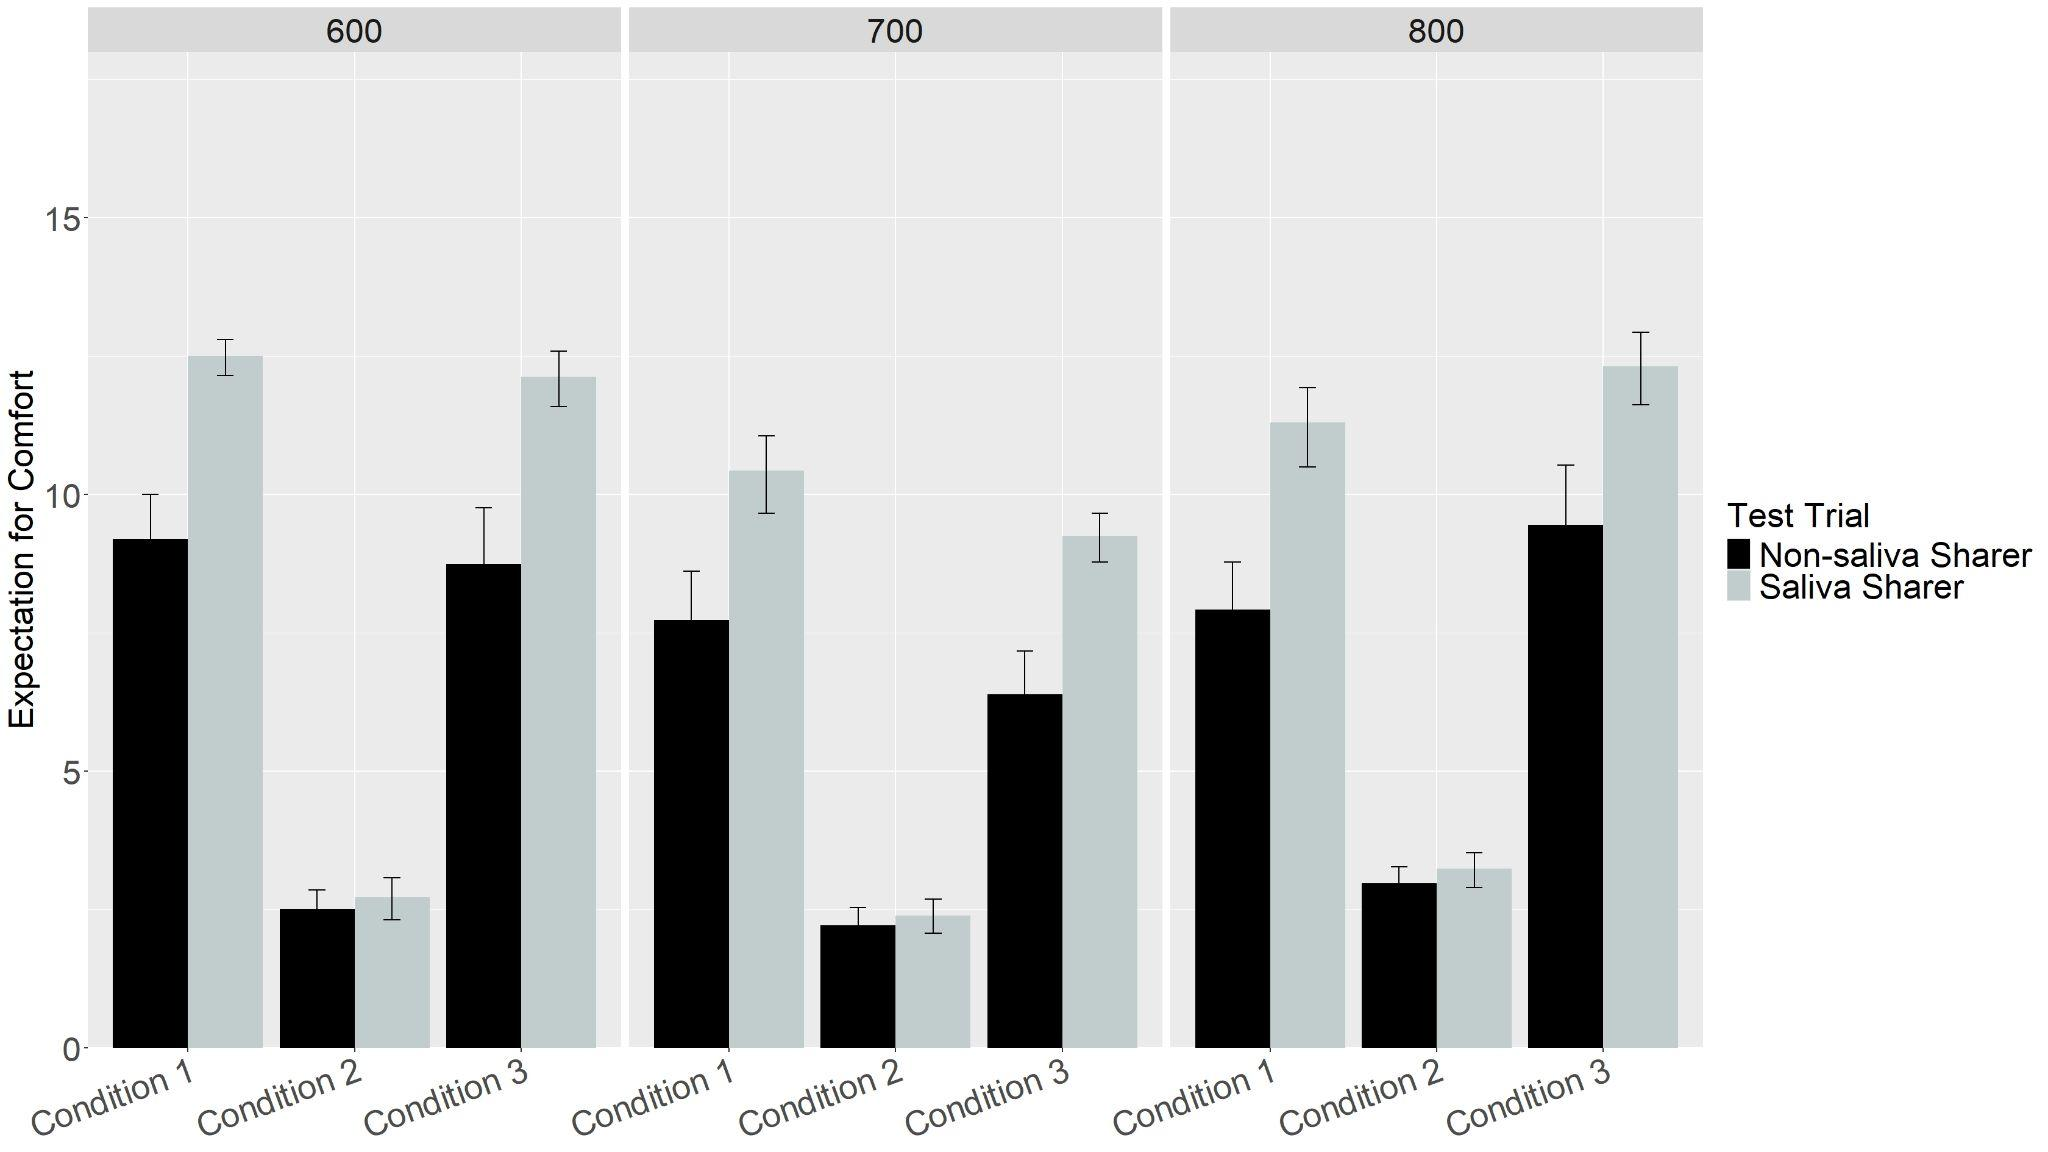 600
700
800
Expectation for Comfort
15
10
5
0
Condition 1
Condition 2
Condition 3
Condition 1
Condition 2
Condition 3
Condition 1
Condition 2
Condition 3
Test Trial
Non-saliva Sharer
Saliva Sharer